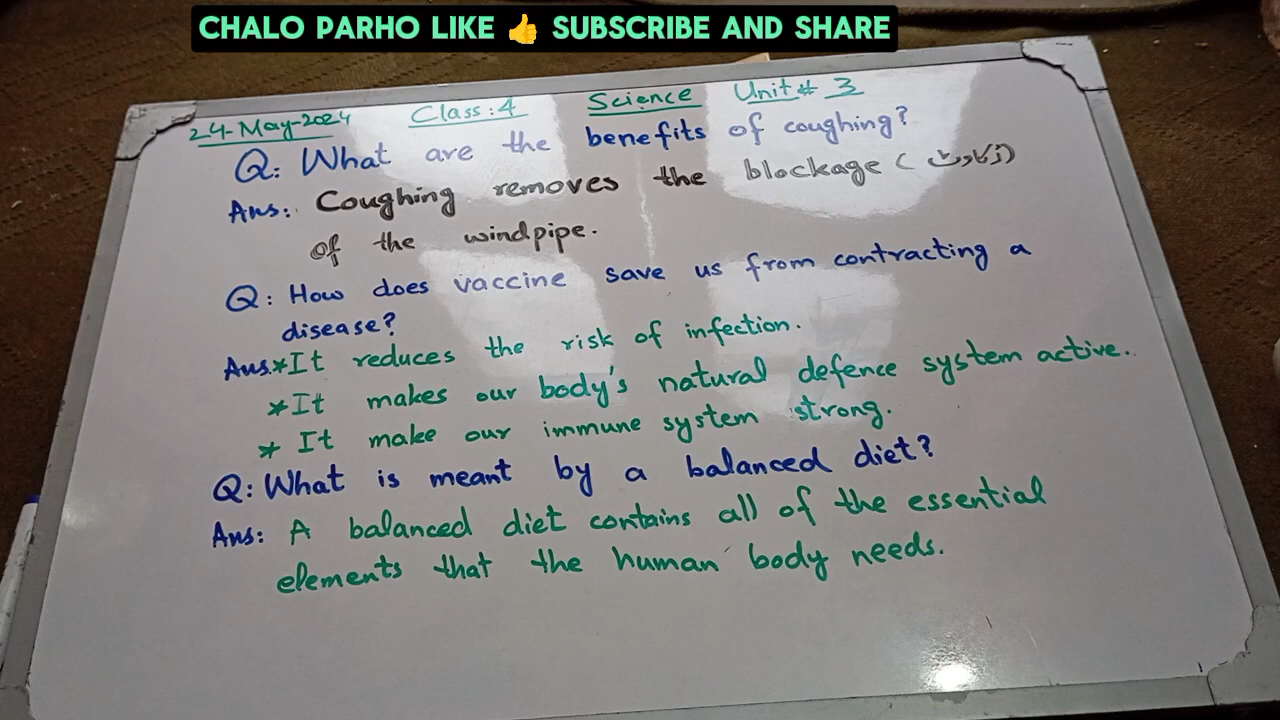 CHALO PARHO LIKE 👍 SUBSCRIBE AND SHARE
24-May-2024 Class:4 Science Unit# 3
Q: What are the benefits of coughing?
Ans: Coughing removes the blockage (رُکاوٹ)
of the windpipe.
Q: How does vaccine save us from contracting a
disease?
Ans. *It reduces the risk of infection.
*It makes our body's natural defence system active.
* It make our immune system strong.
Q: What is meant by a balanced diet?
Ans: A balanced diet contains all of the essential
elements that the human body needs.